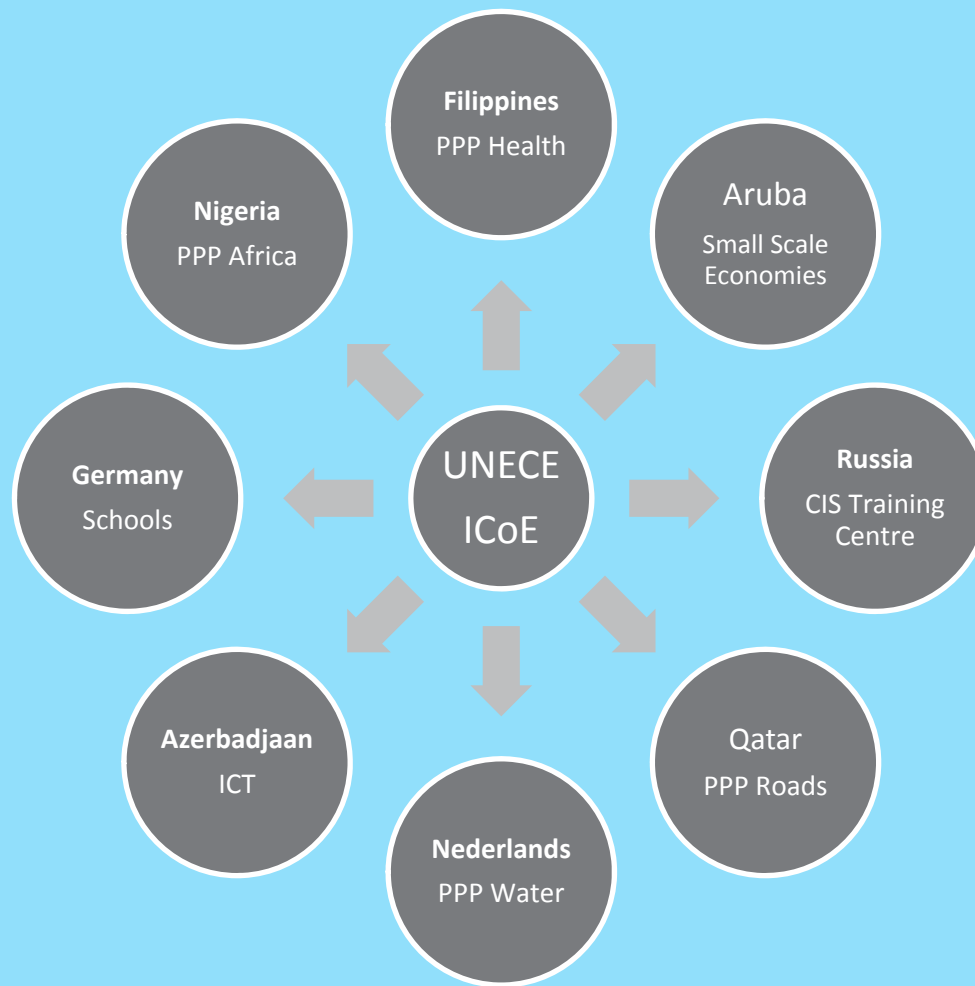 Filippines
PPP Health
Nigeria
PPP Africa
Aruba
Small Scale
Economies
Germany
Schools
UNECE
ICoE
Russia
CIS Training
Centre
Azerbadjaan
ICT
Qatar
PPP Roads
Nederlands
PPP Water